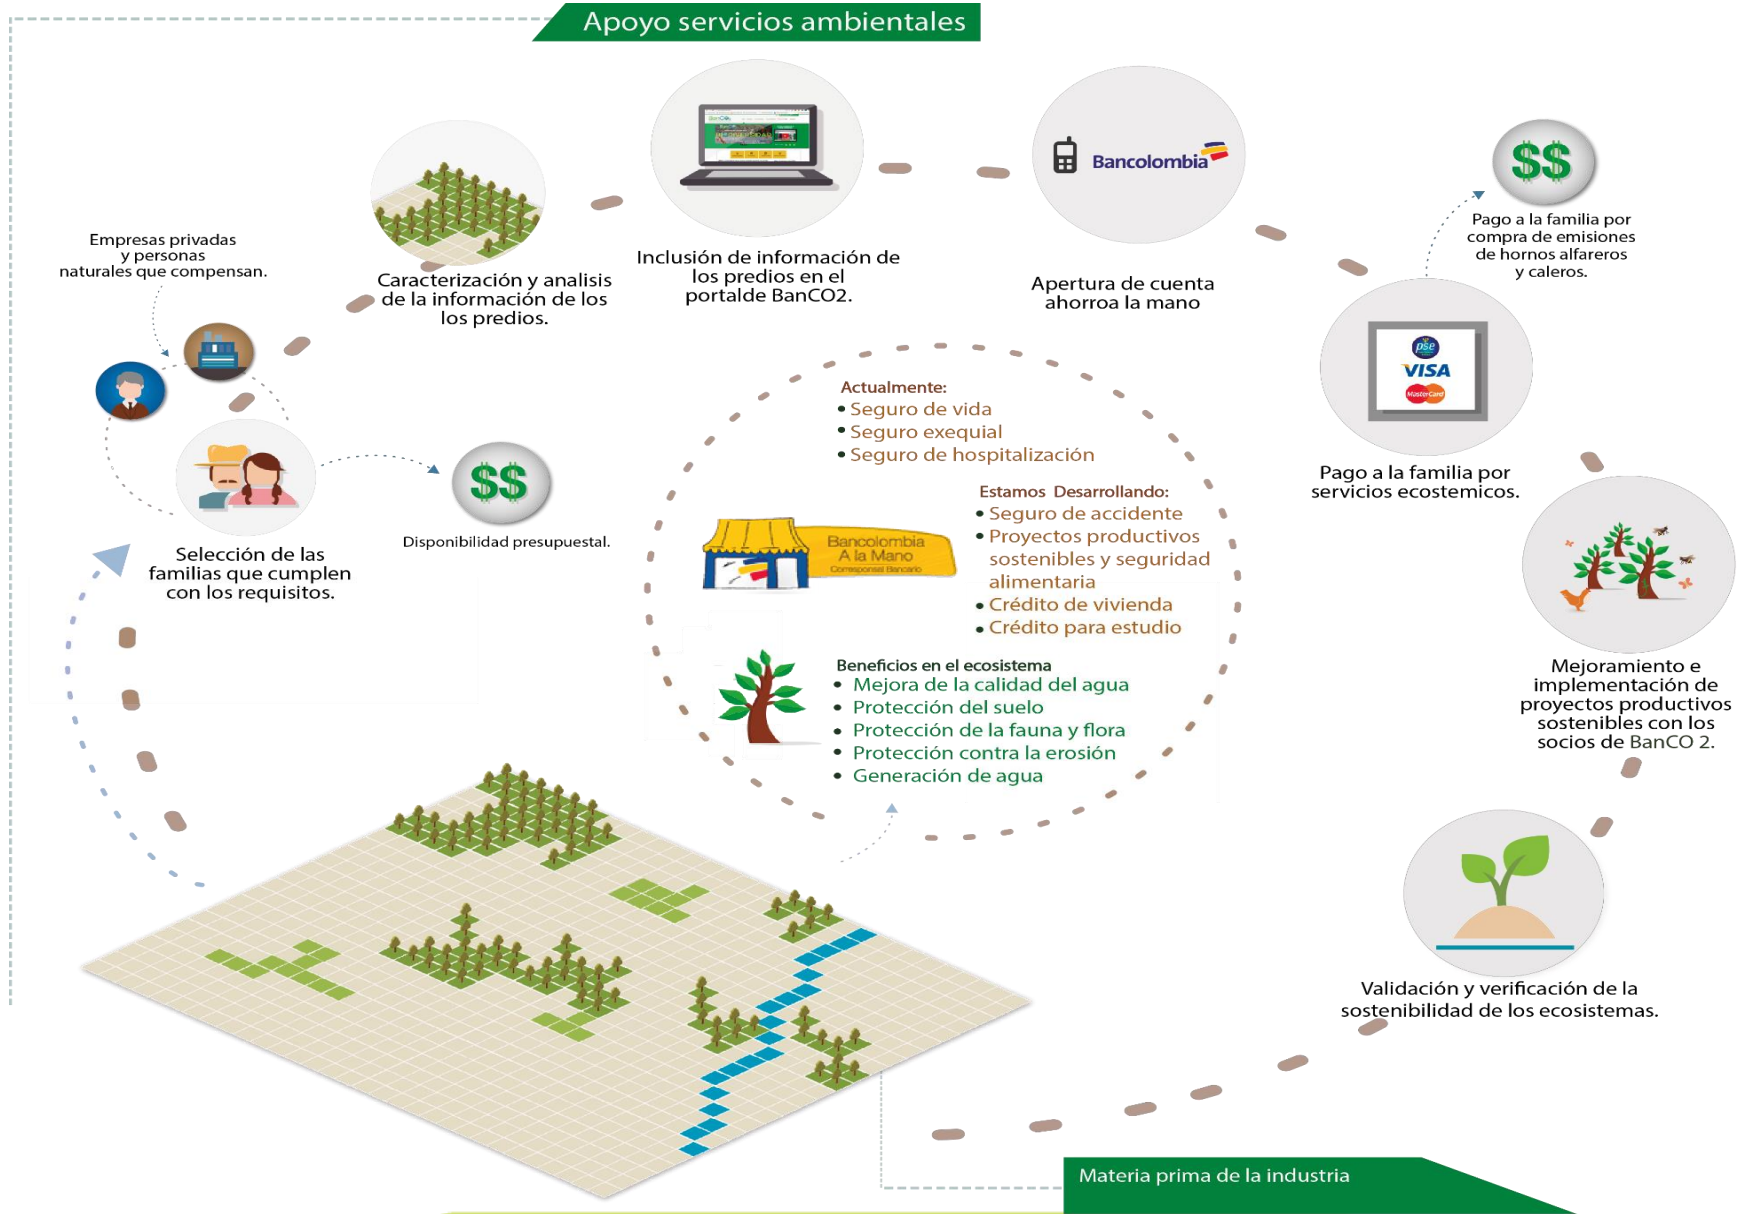 Apoyo servicios ambientales
Empresas privadas
y personas
naturales que compensan.
Selección de las
familias que cumplen
con los requisitos.
$$
Disponibilidad presupuestal.
Caracterización y analisis
de la información de los
los predios.
Inclusión de información de
los predios en el
portalde BanCO2.
Bancolombia
Apertura de cuenta
ahorroa la mano
$$
Pago a la familia por
compra de emisiones
de hornos alfareros
y caleros.
pse
VISA
MasterCard
Pago a la familia por
servicios ecostemicos.
Mejoramiento e
implementación de
proyectos productivos
sostenibles con los
socios de BanCO 2.
Validación y verificación de la
sostenibilidad de los ecosistemas.
Actualmente:
• Seguro de vida
• Seguro exequial
• Seguro de hospitalización
Bancolombia
A la Mano
Corresponsal Bancario
Estamos Desarrollando:
• Seguro de accidente
• Proyectos productivos
sostenibles y seguridad
alimentaria
• Crédito de vivienda
• Crédito para estudio
Beneficios en el ecosistema
• Mejora de la calidad del agua
• Protección del suelo
• Protección de la fauna y flora
• Protección contra la erosión
• Generación de agua
Materia prima de la industria